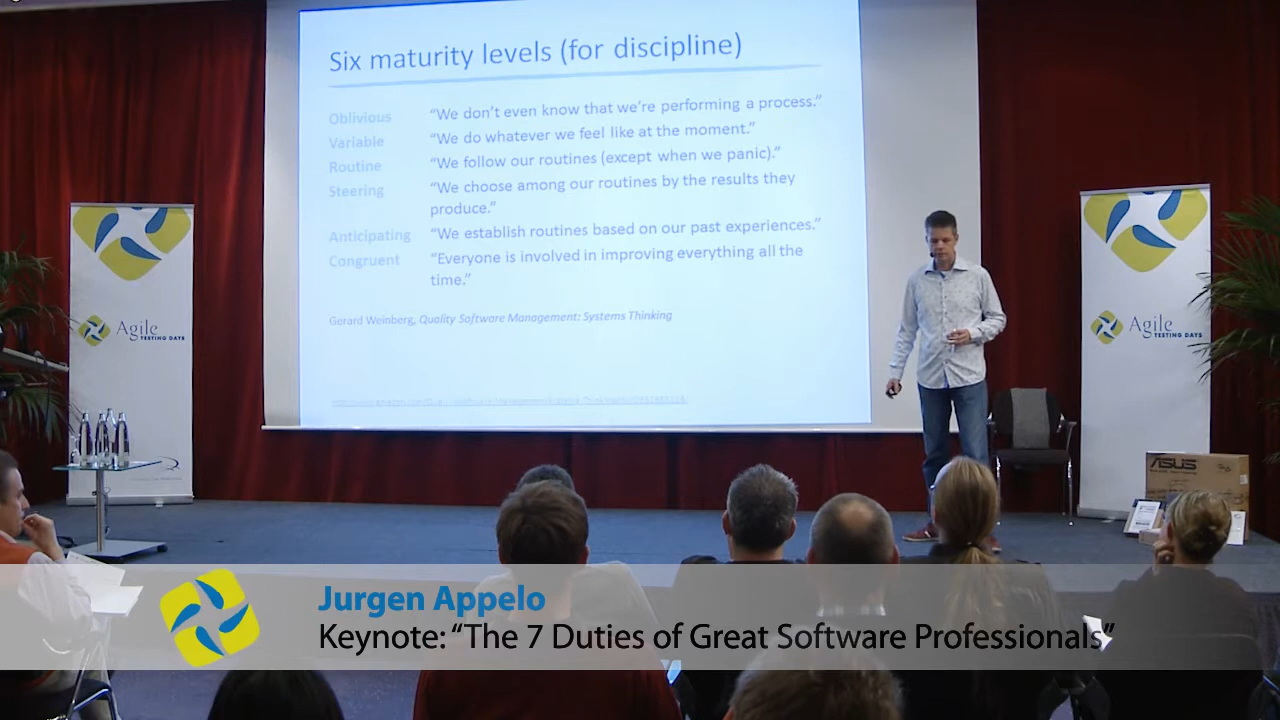 Six maturity levels (for discipline)
Oblivious “We don’t even know that we’re performing a process.”
Variable “We do whatever we feel like at the moment.”
Routine “We follow our routines (except when we panic).”
Steering “We choose among our routines by the results they
produce.”
Anticipating “We establish routines based on our past experiences.”
Congruent “Everyone is involved in improving everything all the
time.”
Gerard Weinberg, Quality Software Management: Systems Thinking
Agile
TESTING DAYS
Agile
TESTING DAYS
ASUS
Jurgen Appelo
Keynote: “The 7 Duties of Great Software Professionals”